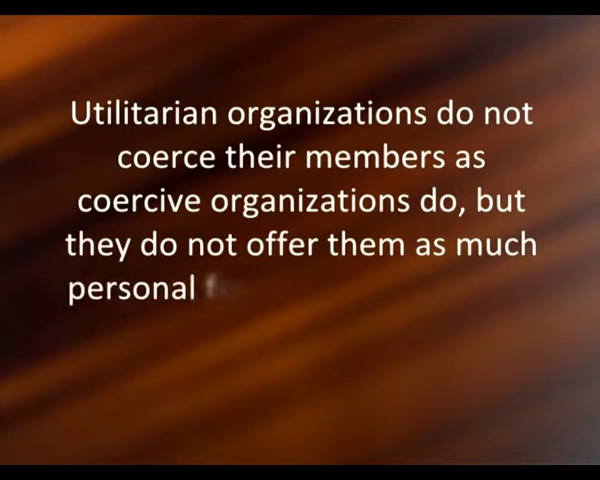 Utilitarian organizations do not
coerce their members as
coercive organizations do, but
they do not offer them as much
personal